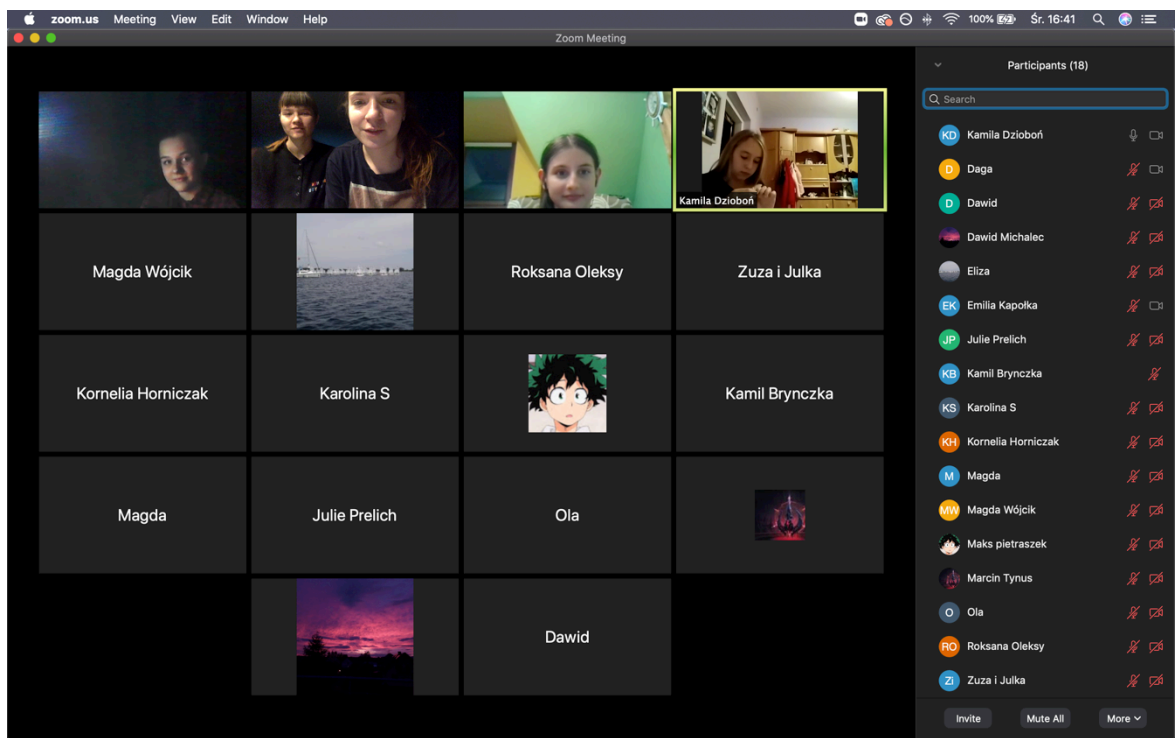 zoom.us Meeting View Edit Window Help 100% Śr. 16:41
Zoom Meeting
Kamila Dzioboń
Magda Wójcik
Roksana Oleksy
Zuza i Julka
Kornelia Horniczak
Karolina S
Kamil Brynczka
Magda
Julie Prelich
Ola
Dawid
Participants (18)
Search
KD Kamila Dzioboń
D Daga
D Dawid
Dawid Michalec
Eliza
EK Emilia Kapołka
JP Julie Prelich
KB Kamil Brynczka
KS Karolina S
KH Kornelia Horniczak
M Magda
MW Magda Wójcik
Maks pietraszek
Marcin Tynus
O Ola
RO Roksana Oleksy
Zi Zuza i Julka
Invite Mute All More